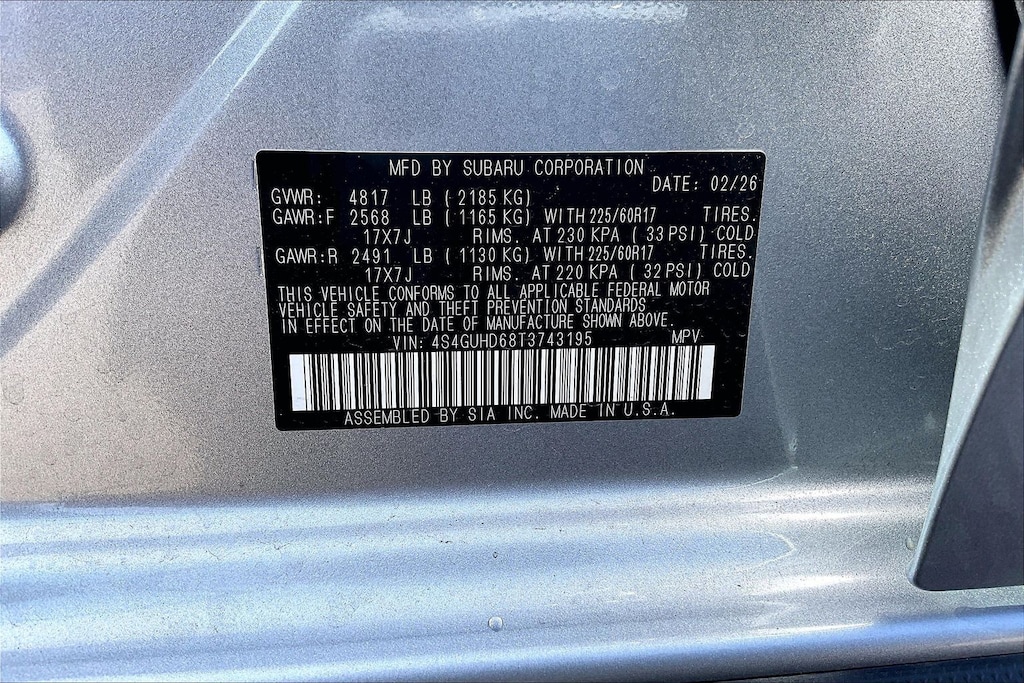 MFD BY SUBARU CORPORATION
DATE: 02/26
GVWR: 4817 LB ( 2185 KG)
GAWR:F 2568 LB ( 1165 KG) WITH 225/60R17 TIRES.
17X7J RIMS. AT 230 KPA ( 33 PSI) COLD
GAWR:R 2491 LB ( 1130 KG) WITH 225/60R17 TIRES.
17X7J RIMS. AT 220 KPA ( 32 PSI) COLD
THIS VEHICLE CONFORMS TO ALL APPLICABLE FEDERAL MOTOR
VEHICLE SAFETY AND THEFT PREVENTION STANDARDS
IN EFFECT ON THE DATE OF MANUFACTURE SHOWN ABOVE.
VIN: 4S4GUHD68T3743195 MPV
ASSEMBLED BY SIA INC. MADE IN U.S.A.